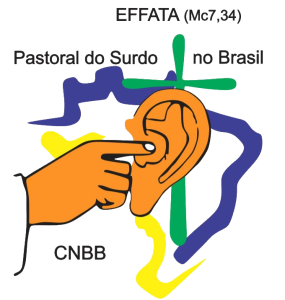 EFFATA (Mc7,34)
Pastoral do Surdo no Brasil
CNBB